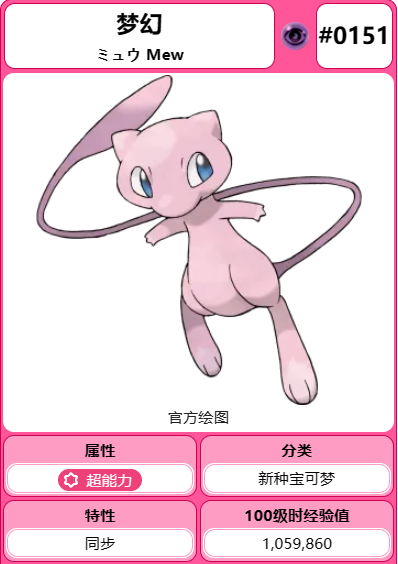 梦幻
ミュウ Mew
#0151
官方绘图
属性
分类
超能力
新种宝可梦
特性
100级时经验值
同步
1,059,860